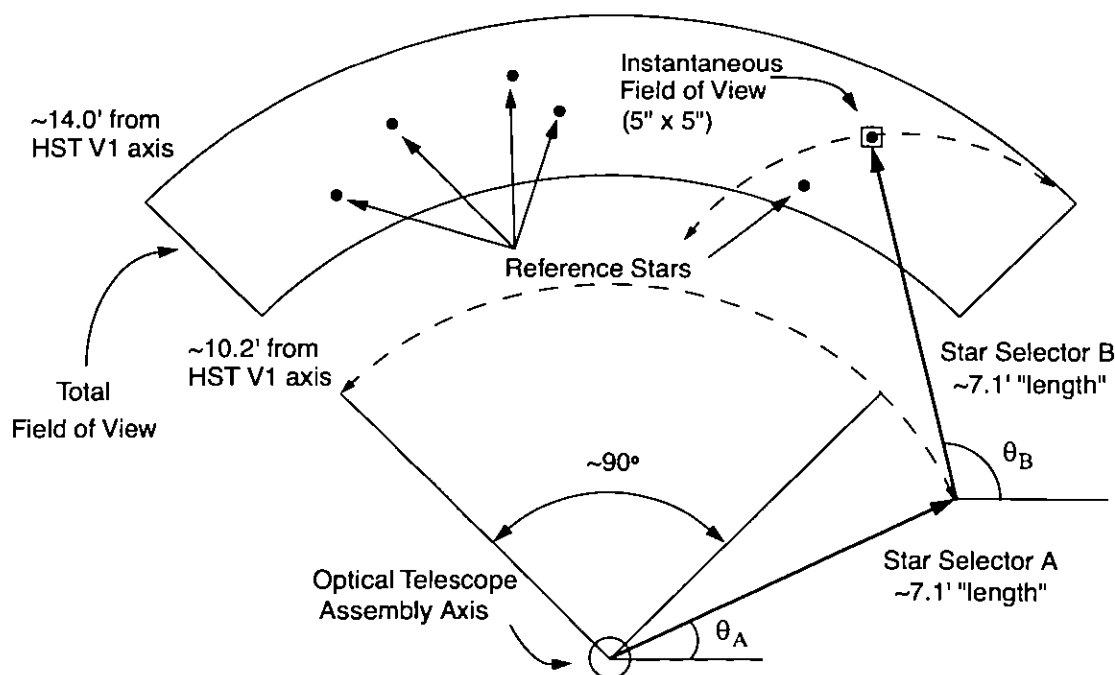 Instantaneous
Field of View
(5" x 5")
~14.0' from
HST V1 axis
Reference Stars
~10.2' from
HST V1 axis
Total
Field of View
Star Selector B
~7.1' "length"
~90°
θB
Star Selector A
~7.1' "length"
Optical Telescope
Assembly Axis
θA